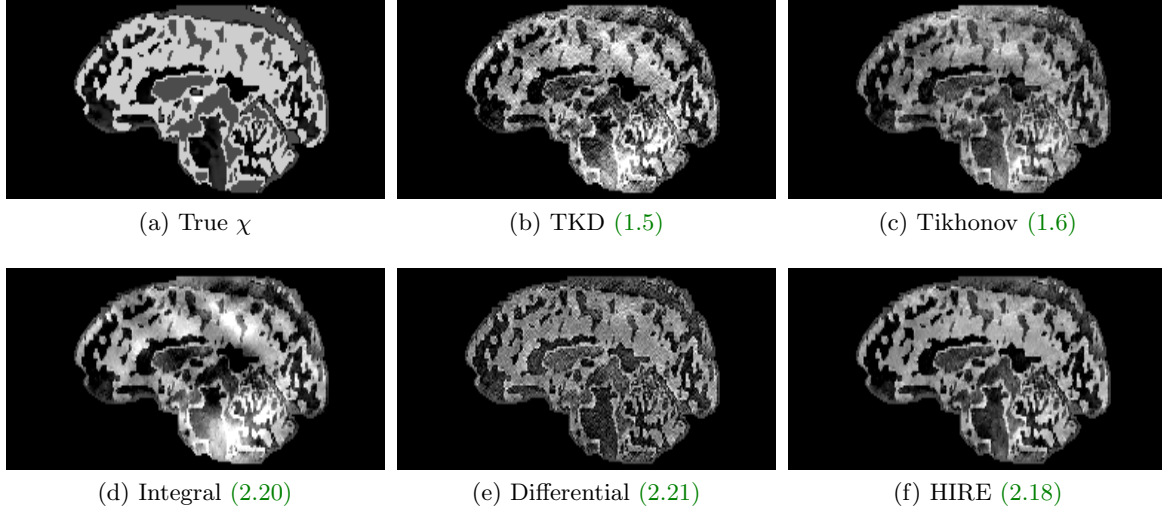 (a) True χ
(b) TKD (1.5)
(c) Tikhonov (1.6)
(d) Integral (2.20)
(e) Differential (2.21)
(f) HIRE (2.18)